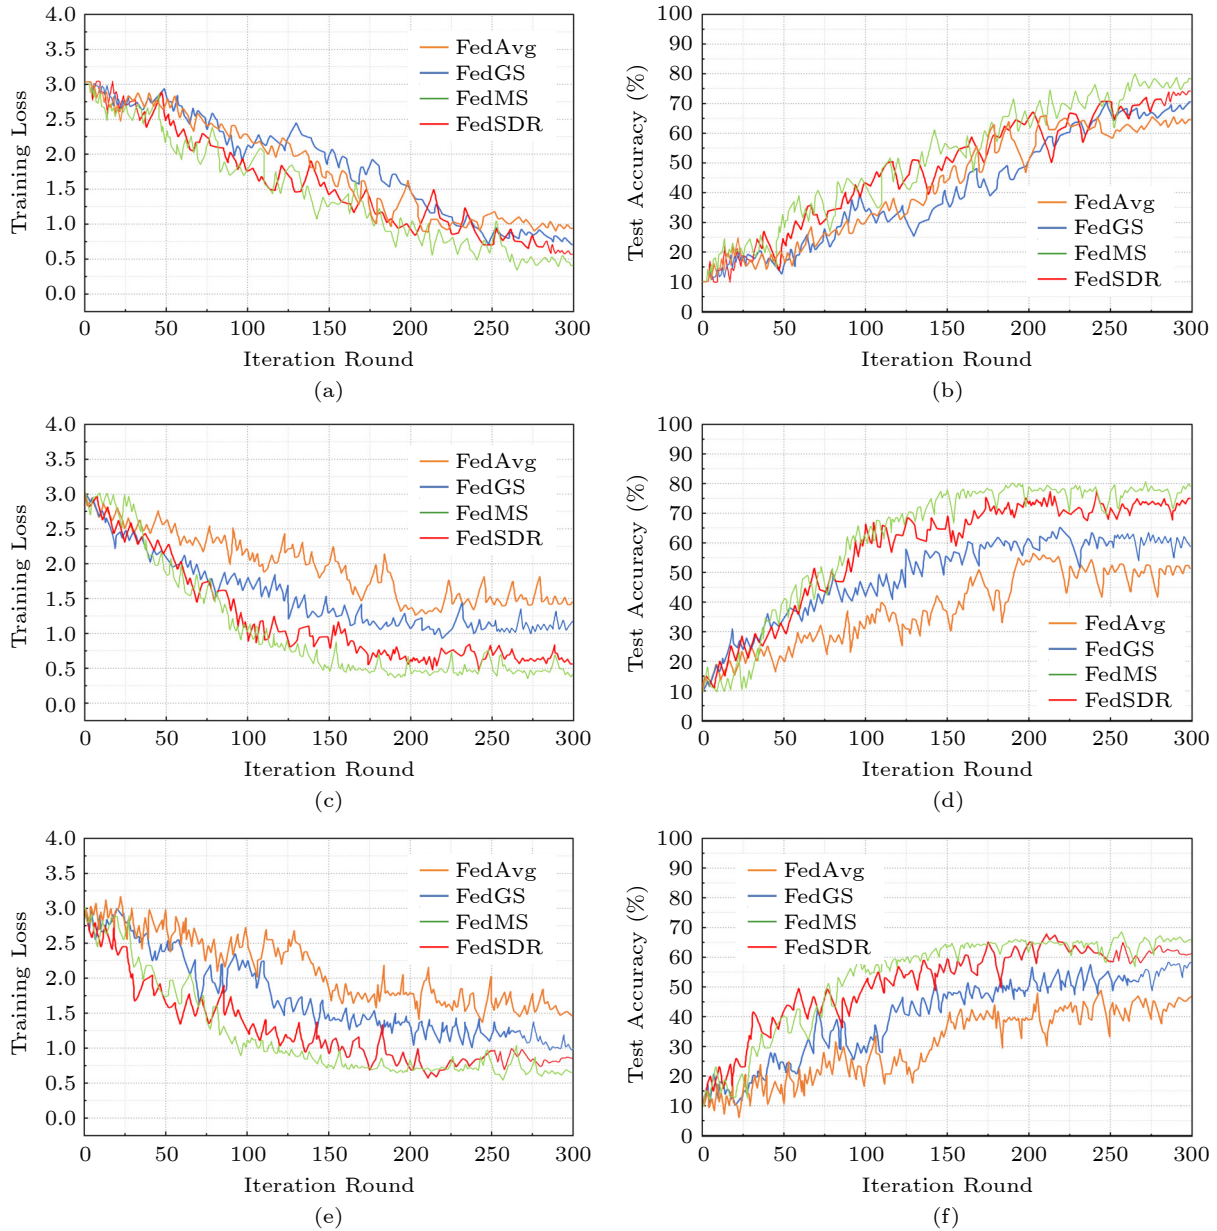 4.0
3.5
3.0
2.5
2.0
1.5
1.0
0.5
0.0
Training Loss
FedAvg
FedGS
FedMS
FedSDR
0 50 100 150 200 250 300
Iteration Round
(a)
100
90
80
70
60
50
40
30
20
10
0
Test Accuracy (%)
FedAvg
FedGS
FedMS
FedSDR
0 50 100 150 200 250 300
Iteration Round
(b)
4.0
3.5
3.0
2.5
2.0
1.5
1.0
0.5
0.0
Training Loss
FedAvg
FedGS
FedMS
FedSDR
0 50 100 150 200 250 300
Iteration Round
(c)
100
90
80
70
60
50
40
30
20
10
0
Test Accuracy (%)
FedAvg
FedGS
FedMS
FedSDR
0 50 100 150 200 250 300
Iteration Round
(d)
4.0
3.5
3.0
2.5
2.0
1.5
1.0
0.5
0.0
Training Loss
FedAvg
FedGS
FedMS
FedSDR
0 50 100 150 200 250 300
Iteration Round
(e)
100
90
80
70
60
50
40
30
20
10
0
Test Accuracy (%)
FedAvg
FedGS
FedMS
FedSDR
0 50 100 150 200 250 300
Iteration Round
(f)